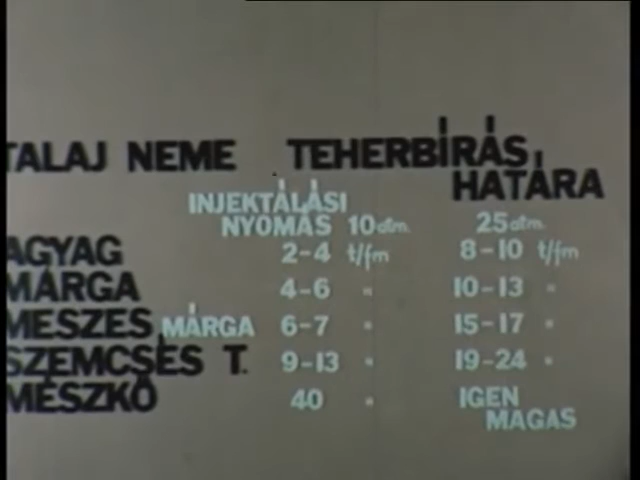 TALAJ NEME TEHERBÍRÁS
HATÁRA
INJEKTÁLÁSI
NYOMÁS 10 atm. 25 atm.
AGYAG 2-4 t/fm 8-10 t/fm
MÁRGA 4-6 " 10-13 "
MESZES MÁRGA 6-7 " 15-17 "
SZEMCSÉS T. 9-13 " 19-24 "
MÉSZKŐ 40 " IGEN
MAGAS